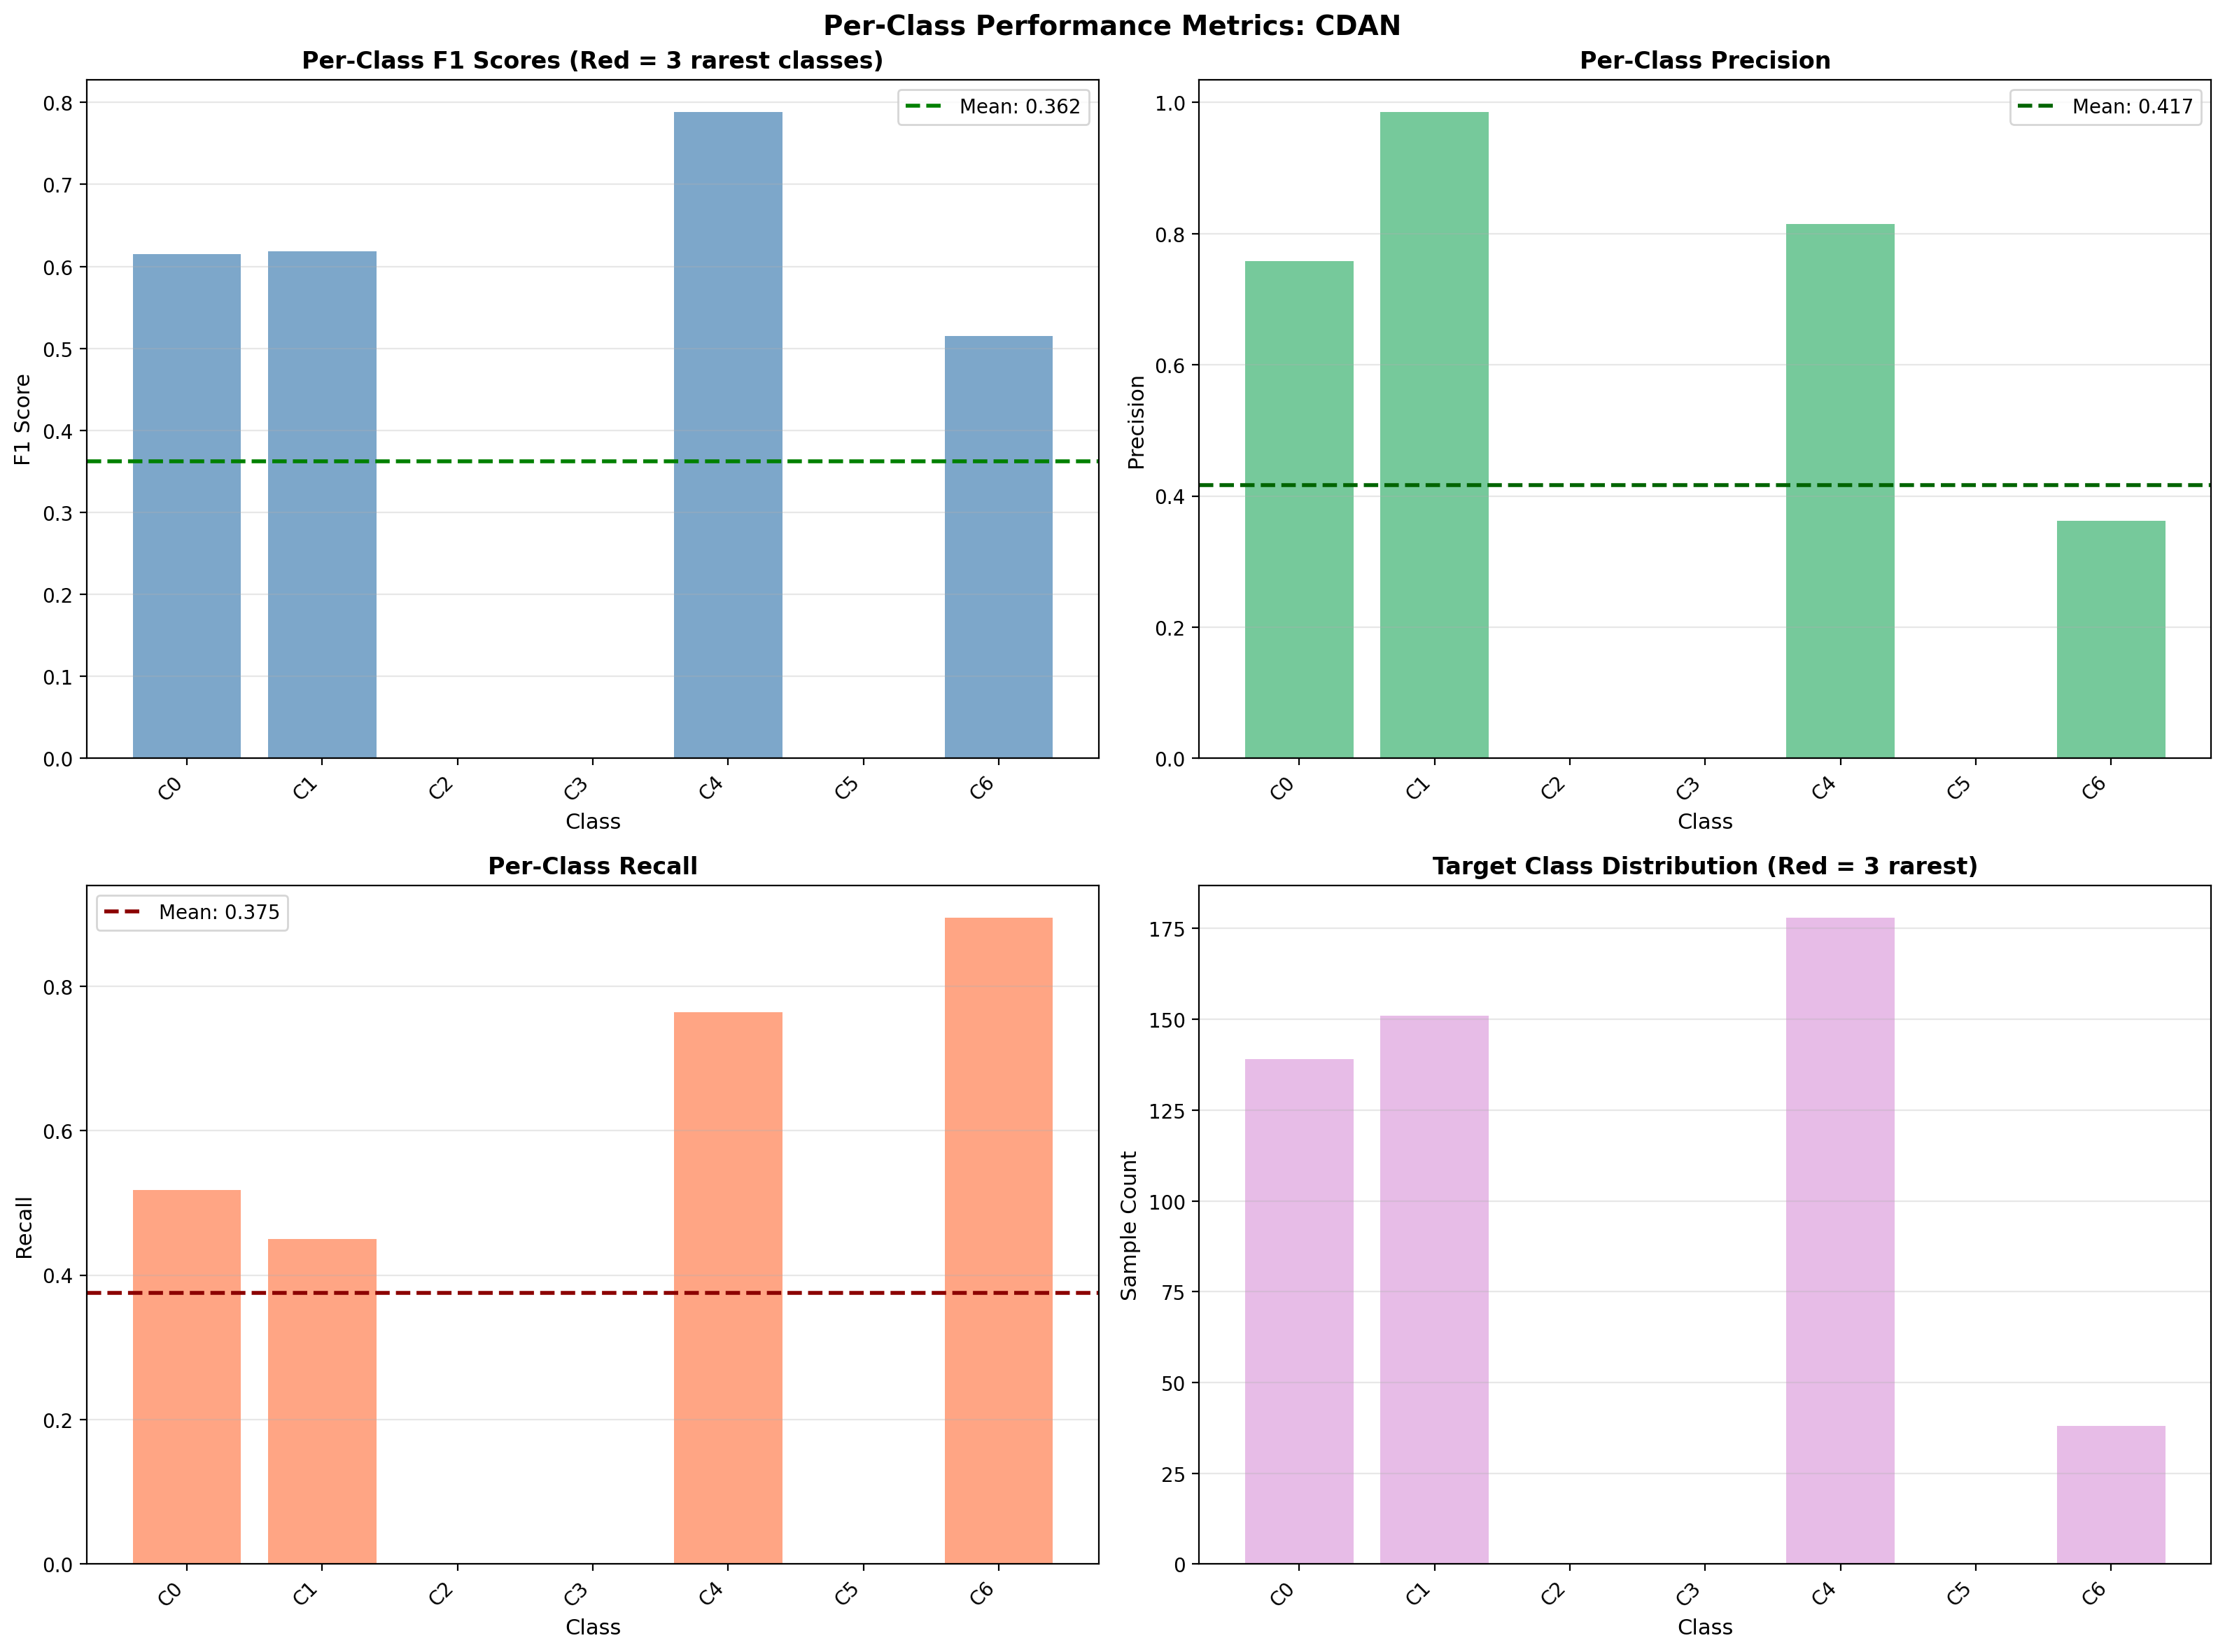 Per-Class Performance Metrics: CDAN
Per-Class F1 Scores (Red = 3 rarest classes)
Mean: 0.362
0.8
0.7
0.6
0.5
0.4
0.3
0.2
0.1
0.0
F1 Score
C0 C1 C2 C3 C4 C5 C6
Class
Per-Class Precision
Mean: 0.417
1.0
0.8
0.6
0.4
0.2
0.0
Precision
C0 C1 C2 C3 C4 C5 C6
Class
Per-Class Recall
Mean: 0.375
0.8
0.6
0.4
0.2
0.0
Recall
C0 C1 C2 C3 C4 C5 C6
Class
Target Class Distribution (Red = 3 rarest)
175
150
125
100
75
50
25
0
Sample Count
C0 C1 C2 C3 C4 C5 C6
Class